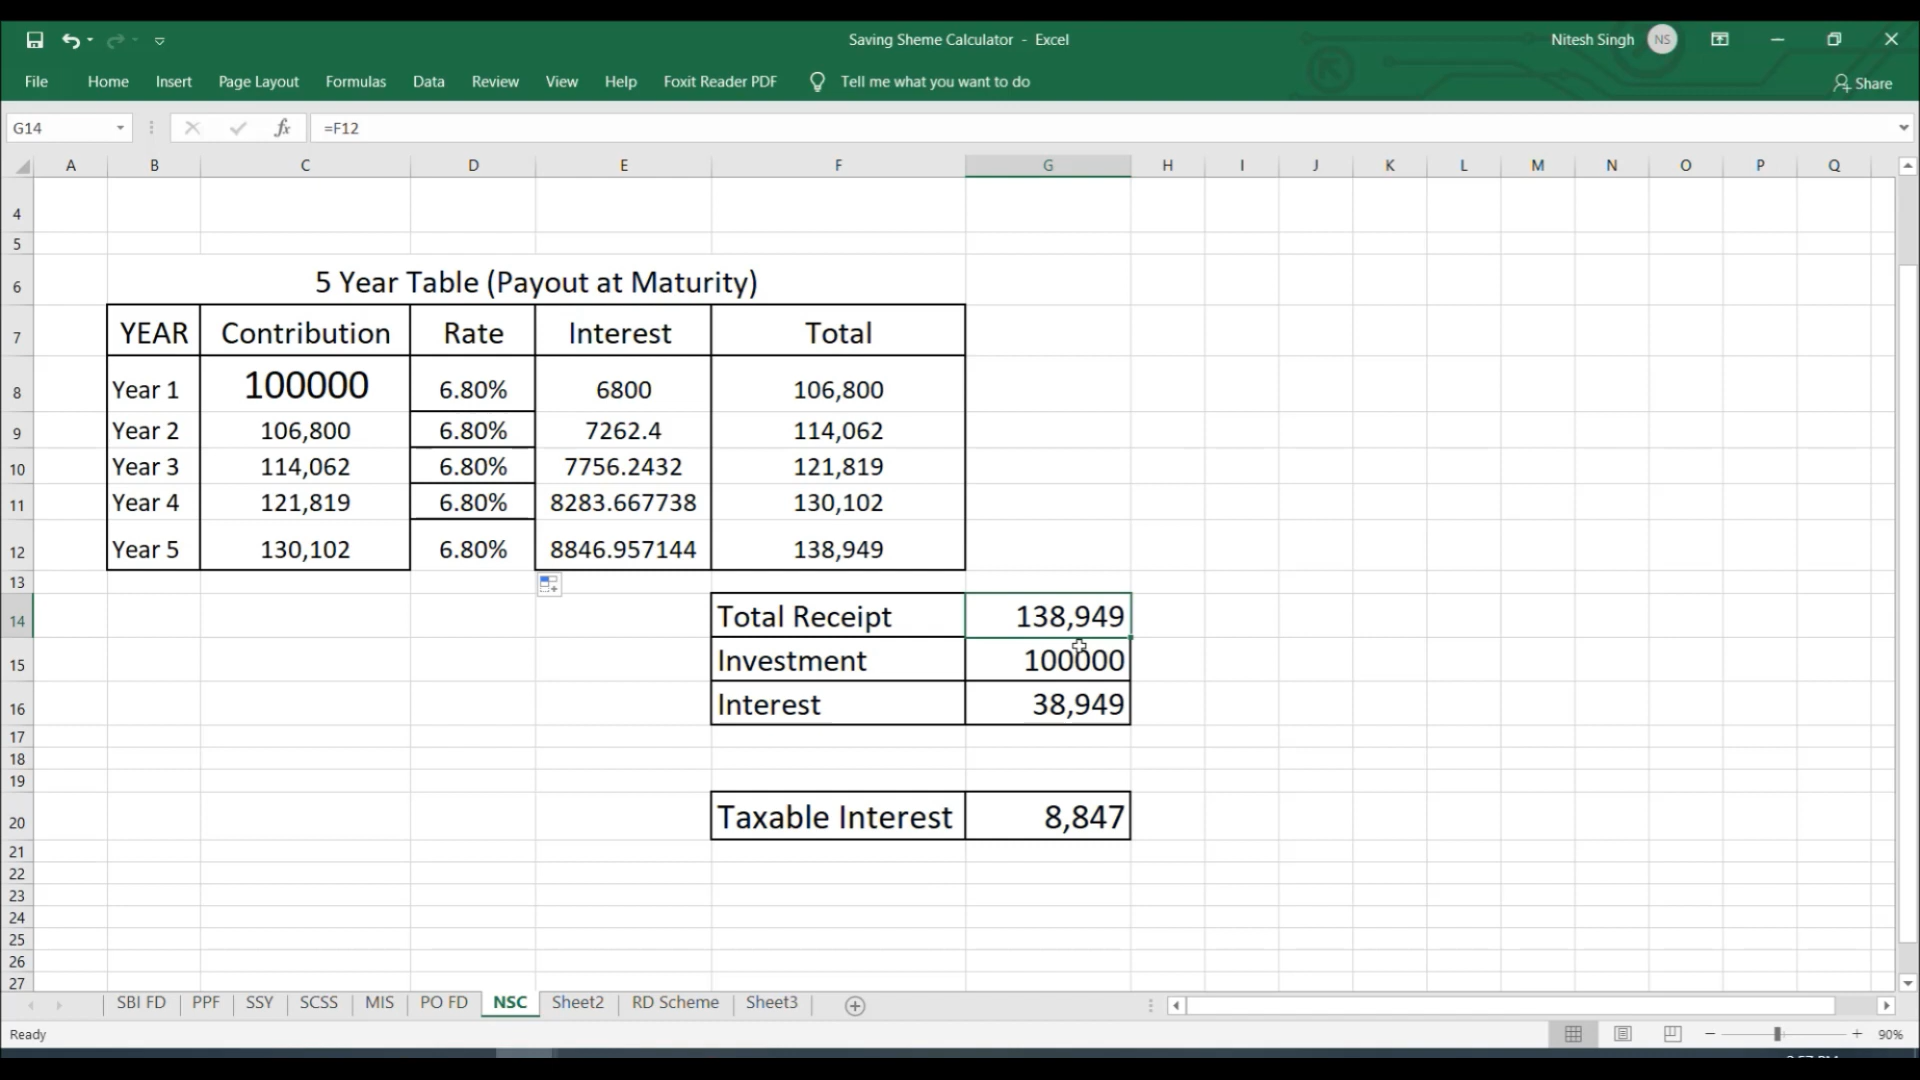 Saving Sheme Calculator - Excel
Nitesh Singh NS
File Home Insert Page Layout Formulas Data Review View Help Foxit Reader PDF Tell me what you want to do Share
G14 fx =F12
A B C D E F G H I J K L M N O P Q
4
5
6 5 Year Table (Payout at Maturity)
7 YEAR Contribution Rate Interest Total
8 Year 1 100000 6.80% 6800 106,800
9 Year 2 106,800 6.80% 7262.4 114,062
10 Year 3 114,062 6.80% 7756.2432 121,819
11 Year 4 121,819 6.80% 8283.667738 130,102
12 Year 5 130,102 6.80% 8846.957144 138,949
13
14 Total Receipt 138,949
15 Investment 100000
16 Interest 38,949
17
18
19
20 Taxable Interest 8,847
21
22
23
24
25
26
27
SBI FD PPF SSY SCSS MIS PO FD NSC Sheet2 RD Scheme Sheet3
Ready 90%